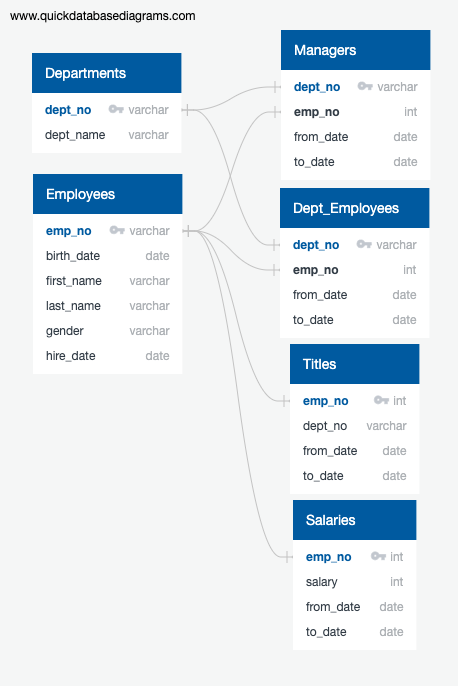 www.quickdatabasediagrams.com
Departments
dept_no varchar
dept_name varchar
Employees
emp_no varchar
birth_date date
first_name varchar
last_name varchar
gender varchar
hire_date date
Managers
dept_no varchar
emp_no int
from_date date
to_date date
Dept_Employees
dept_no varchar
emp_no int
from_date date
to_date date
Titles
emp_no int
dept_no varchar
from_date date
to_date date
Salaries
emp_no int
salary int
from_date date
to_date date